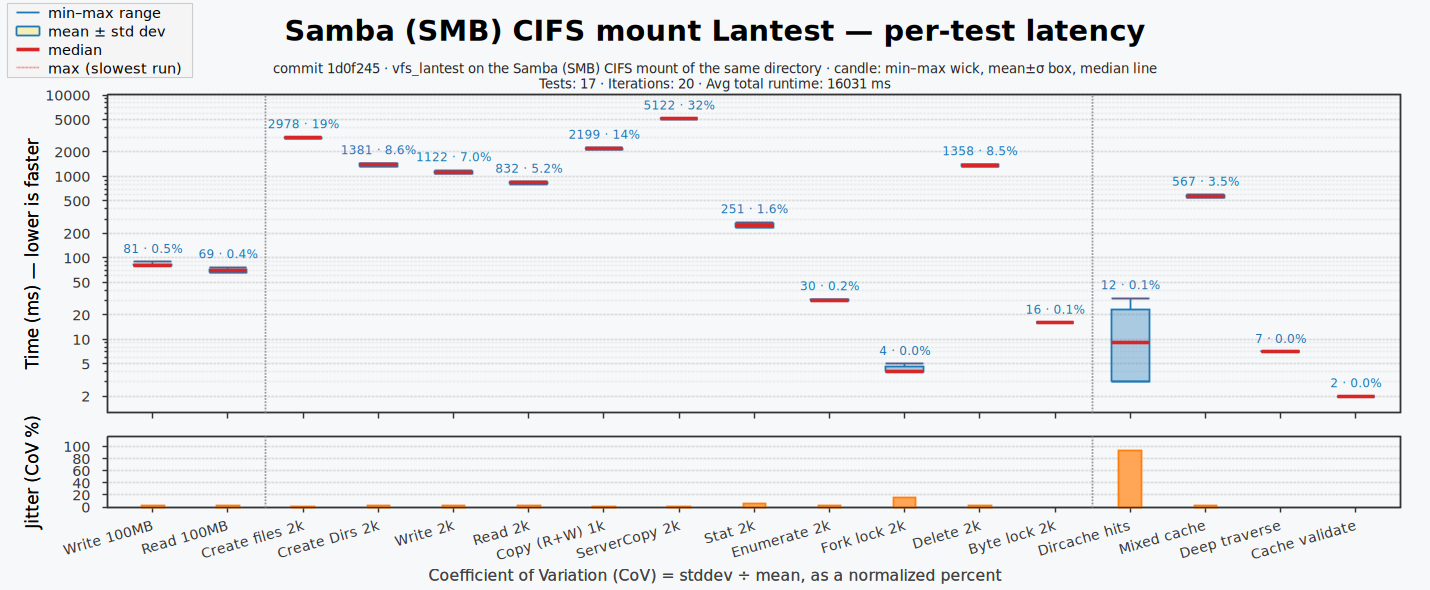 min–max range
mean ± std dev
median
max (slowest run)
Samba (SMB) CIFS mount Lantest — per-test latency
commit 1d0f245 · vfs_lantest on the Samba (SMB) CIFS mount of the same directory · candle: min–max wick, mean±σ box, median line
Tests: 17 · Iterations: 20 · Avg total runtime: 16031 ms
Time (ms) — lower is faster
10000
5000
2000
1000
500
200
100
50
20
10
5
2
81 · 0.5%
69 · 0.4%
2978 · 19%
1381 · 8.6%
1122 · 7.0%
832 · 5.2%
2199 · 14%
5122 · 32%
251 · 1.6%
30 · 0.2%
4 · 0.0%
1358 · 8.5%
16 · 0.1%
12 · 0.1%
567 · 3.5%
7 · 0.0%
2 · 0.0%
Jitter (CoV %)
100
80
60
40
20
0
Write 100MB
Read 100MB
Create files 2k
Create Dirs 2k
Write 2k
Read 2k
Copy (R+W) 1k
ServerCopy 2k
Stat 2k
Enumerate 2k
Fork lock 2k
Delete 2k
Byte lock 2k
Dircache hits
Mixed cache
Deep traverse
Cache validate
Coefficient of Variation (CoV) = stddev ÷ mean, as a normalized percent